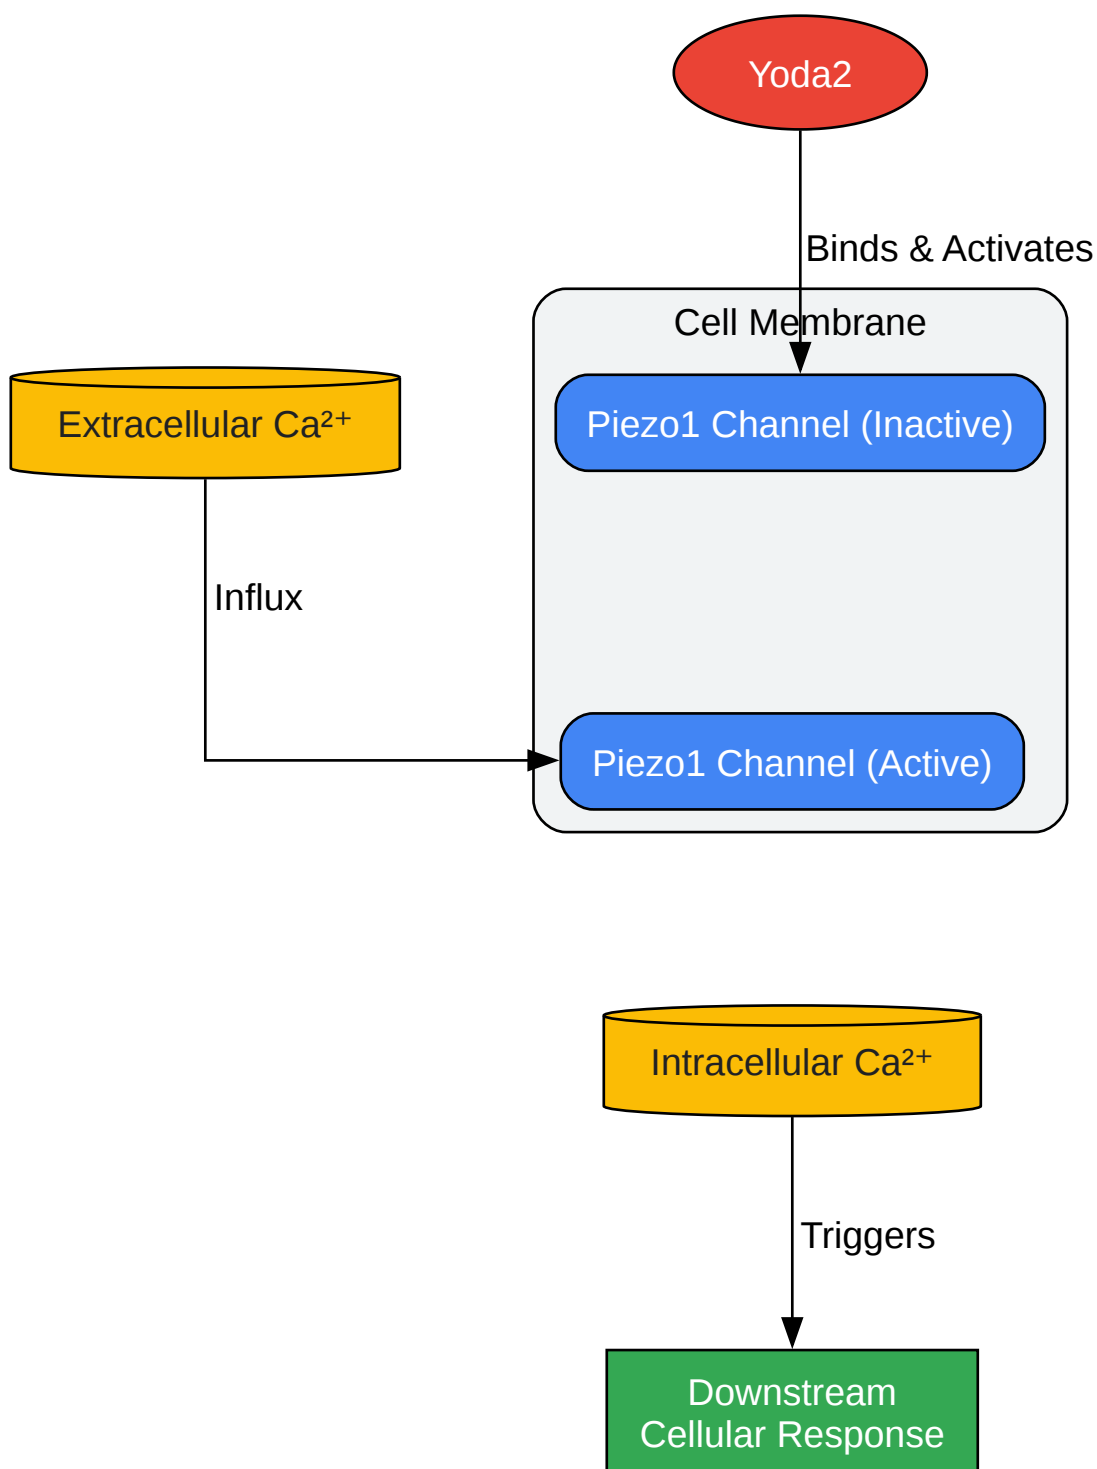 Yoda2
Binds & Activates
Cell Membrane
Extracellular Ca²⁺
Piezo1 Channel (Inactive)
Influx
Piezo1 Channel (Active)
Intracellular Ca²⁺
Triggers
Downstream
Cellular Response